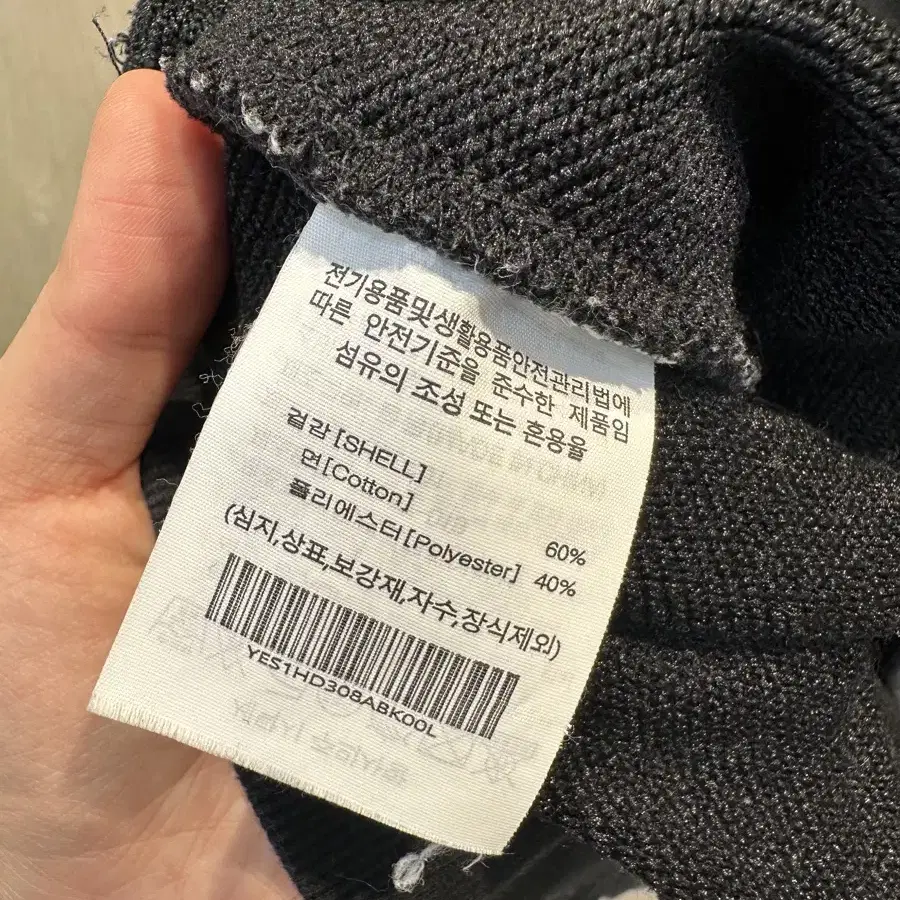 전기용품및생활용품안전관리법에
따른 안전기준을 준수한 제품임
섬유의 조성 또는 혼용율
겉감[SHELL]
면[Cotton] 60%
폴리에스터[Polyester] 40%
(심지,상표,보강재,자수,장식제외)
YES1HD308ABK00L